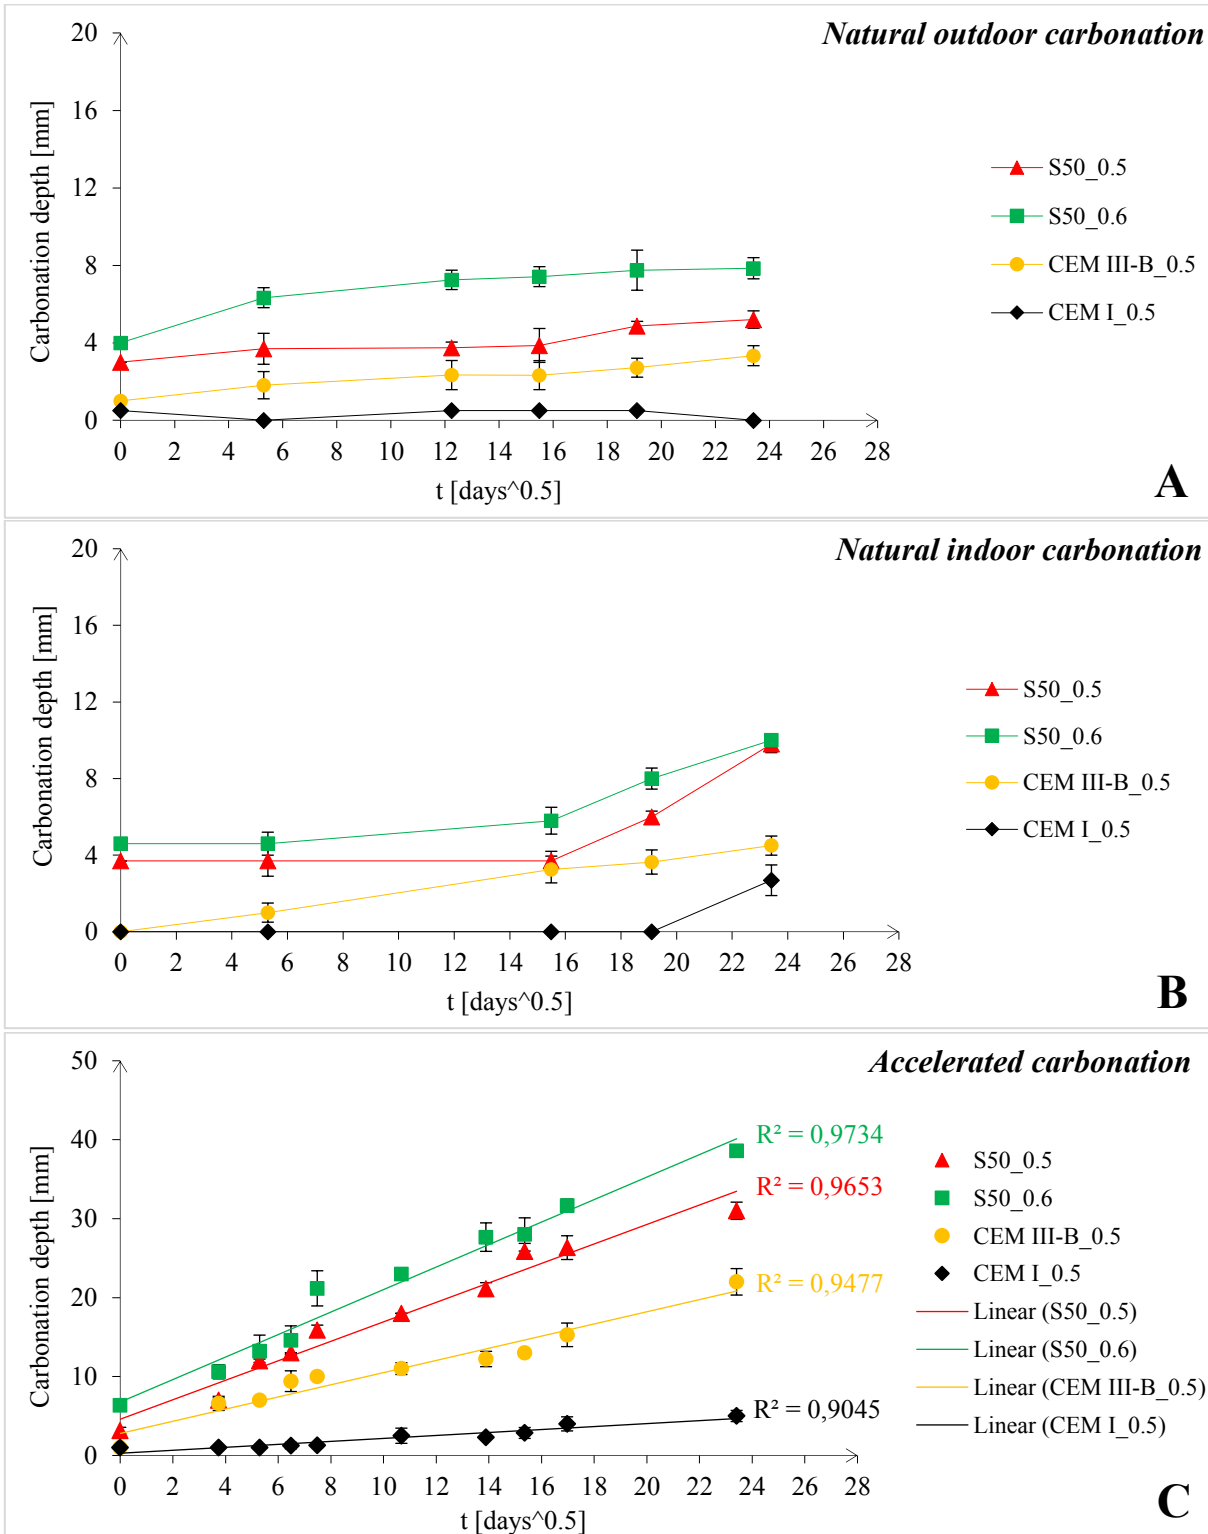 Natural outdoor carbonation
20
16
12
8
4
0
Carbonation depth [mm]
0 2 4 6 8 10 12 14 16 18 20 22 24 26 28
t [days^0.5]
S50_0.5
S50_0.6
CEM III-B_0.5
CEM I_0.5
A
Natural indoor carbonation
20
16
12
8
4
0
Carbonation depth [mm]
0 2 4 6 8 10 12 14 16 18 20 22 24 26 28
t [days^0.5]
S50_0.5
S50_0.6
CEM III-B_0.5
CEM I_0.5
B
Accelerated carbonation
50
40
30
20
10
0
Carbonation depth [mm]
0 2 4 6 8 10 12 14 16 18 20 22 24 26 28
t [days^0.5]
R² = 0,9734
R² = 0,9653
R² = 0,9477
R² = 0,9045
S50_0.5
S50_0.6
CEM III-B_0.5
CEM I_0.5
Linear (S50_0.5)
Linear (S50_0.6)
Linear (CEM III-B_0.5)
Linear (CEM I_0.5)
C